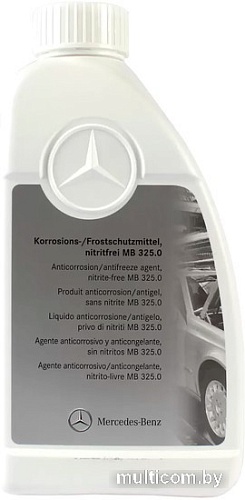 Korrosions-/Frostschutzmittel,
nitritfrei MB 325.0
Anticorrosion/antifreeze agent,
nitrite-free MB 325.0
Produit anticorrosion/antigel,
sans nitrite MB 325.0
Liquido anticorrosione/antigelo,
privo di nitriti MB 325.0
Agente anticorrosivo y anticongelante,
sin nitritos MB 325.0
Agente anticorrosivo/anticongelante,
nitrito-livre MB 325.0
Mercedes-Benz
multicom.by